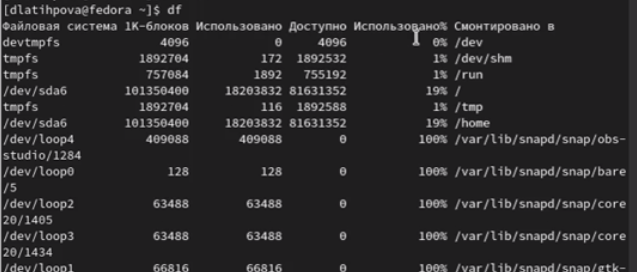 [dlatihpova@fedora ~]$ df
Файловая система 1K-блоков Использовано Доступно Использовано% Смонтировано в
devtmpfs 4096 0 4096 0% /dev
tmpfs 1892704 172 1892532 1% /dev/shm
tmpfs 757084 1892 755192 1% /run
/dev/sda6 101350400 18203832 81631352 19% /
tmpfs 1892704 116 1892588 1% /tmp
/dev/sda6 101350400 18203832 81631352 19% /home
/dev/loop4 409088 409088 0 100% /var/lib/snapd/snap/obs-
studio/1284
/dev/loop0 128 128 0 100% /var/lib/snapd/snap/bare
/5
/dev/loop2 63488 63488 0 100% /var/lib/snapd/snap/core
20/1405
/dev/loop3 63488 63488 0 100% /var/lib/snapd/snap/core
20/1434
/dev/loop1 66816 66816 0 100% /var/lib/snapd/snap/gtk-